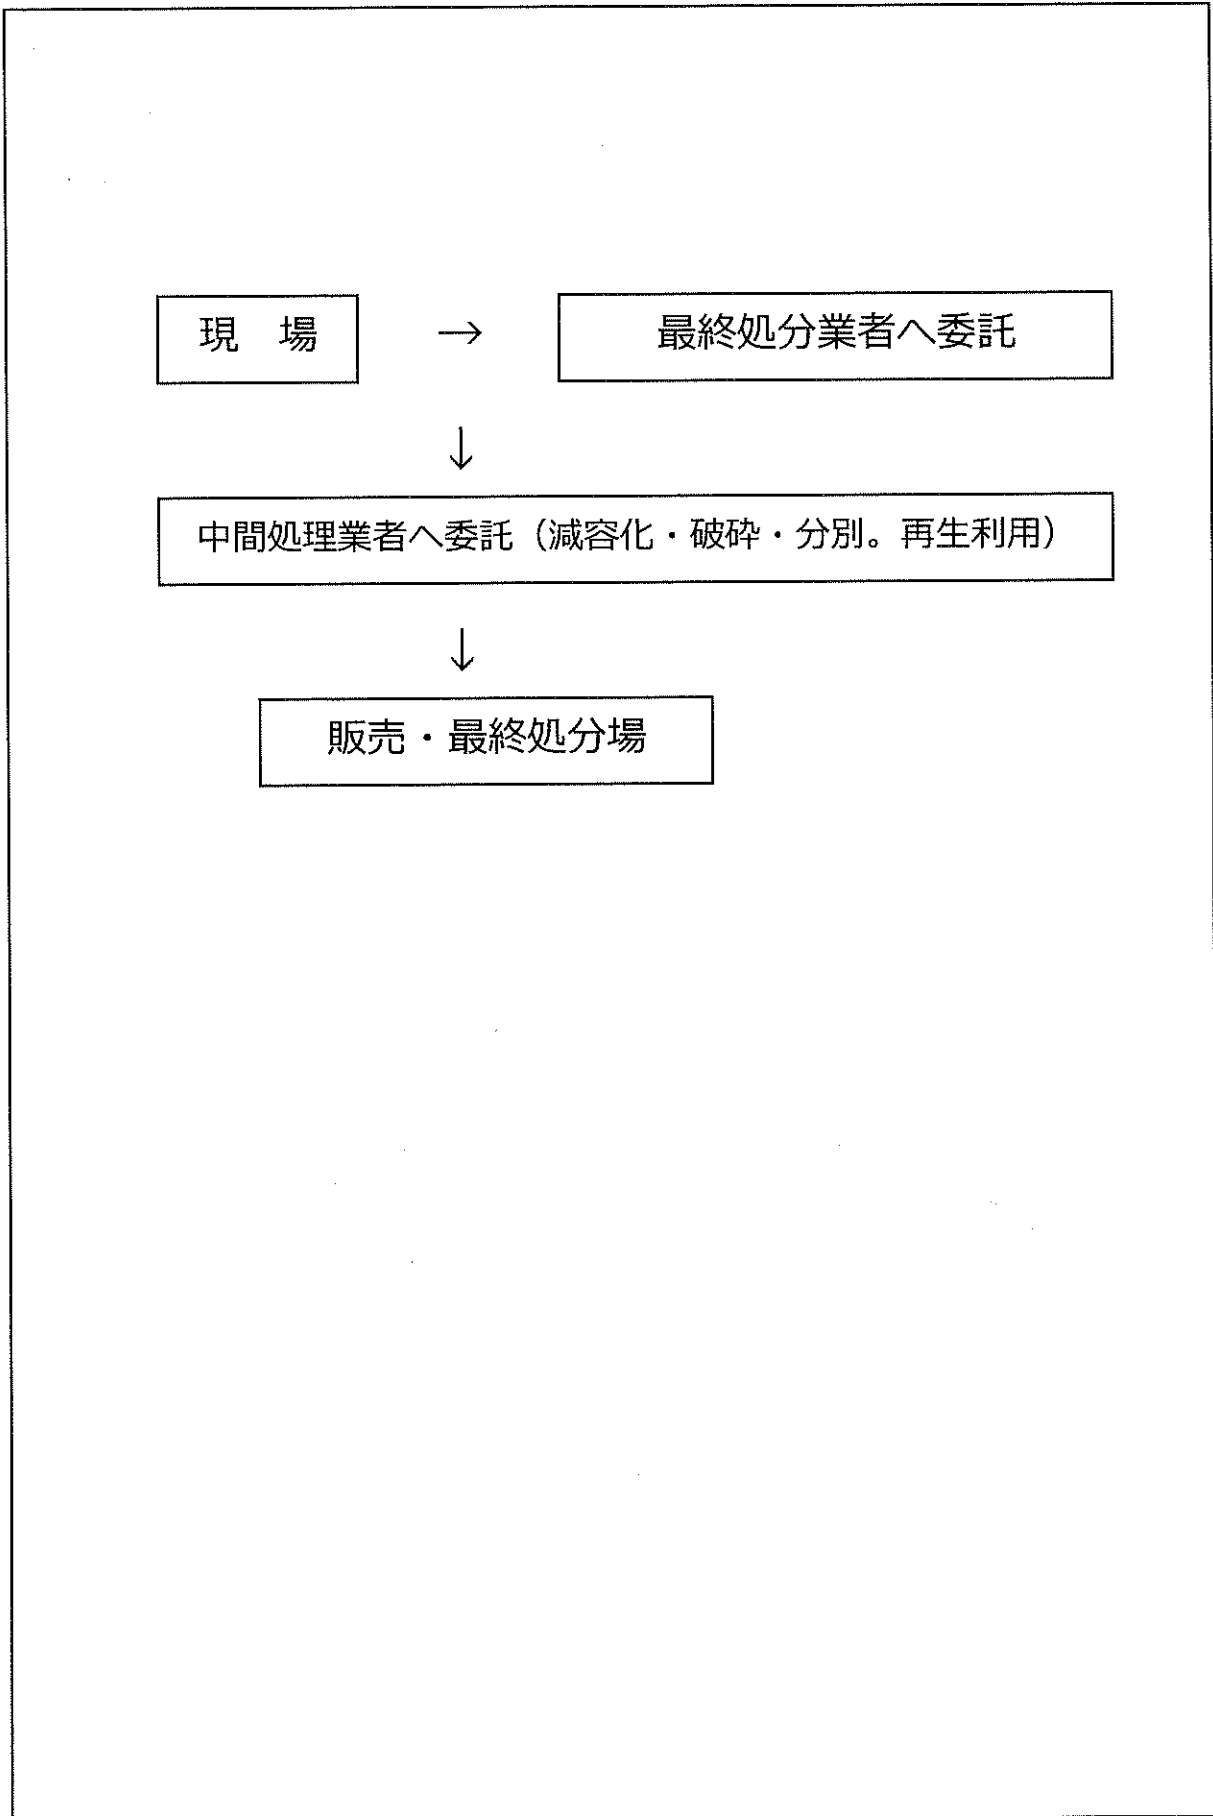 現　場 → 最終処分業者へ委託
↓
中間処理業者へ委託（減容化・破砕・分別。再生利用）
↓
販売・最終処分場